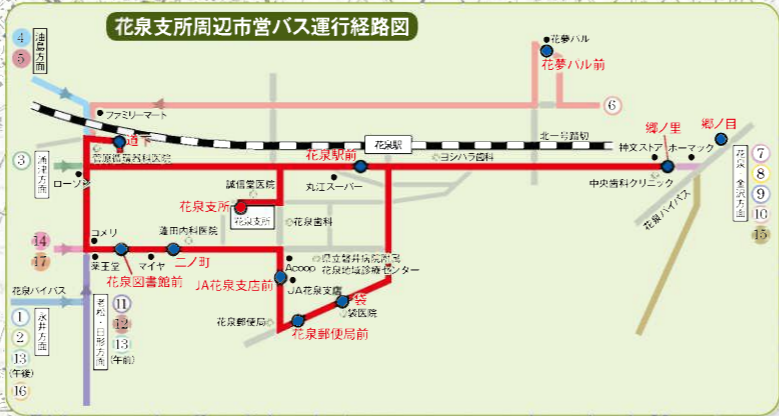 花泉支所周辺市営バス運行経路図
4
5
油島方面
花夢パル
花夢パル前
6
ファミリーマート
道下
菅原循環器科医院
花泉駅
北一号踏切
郷ノ里
郷ノ目
3
涌津方面
ローソン
花泉駅前
丸江スーパー
ヨシハラ歯科
神文ストア
ホーマック
中央歯科クリニック
花泉バイパス
花泉・金沢方面
7
8
9
10
15
誠信堂医院
花泉支所
花泉支所
花泉歯科
14
17
コメリ
薬王堂
マイヤ
蓬田内科医院
花泉図書館前
二ノ町
Acoop
県立磐井病院附属
花泉地域診療センター
JA花泉支店前
JA花泉支店
花泉郵便局
花泉郵便局前
袋
袋医院
花泉バイパス
永井方面
1
2
13
(午後)
16
老松・日形方面
11
12
13
(午前)